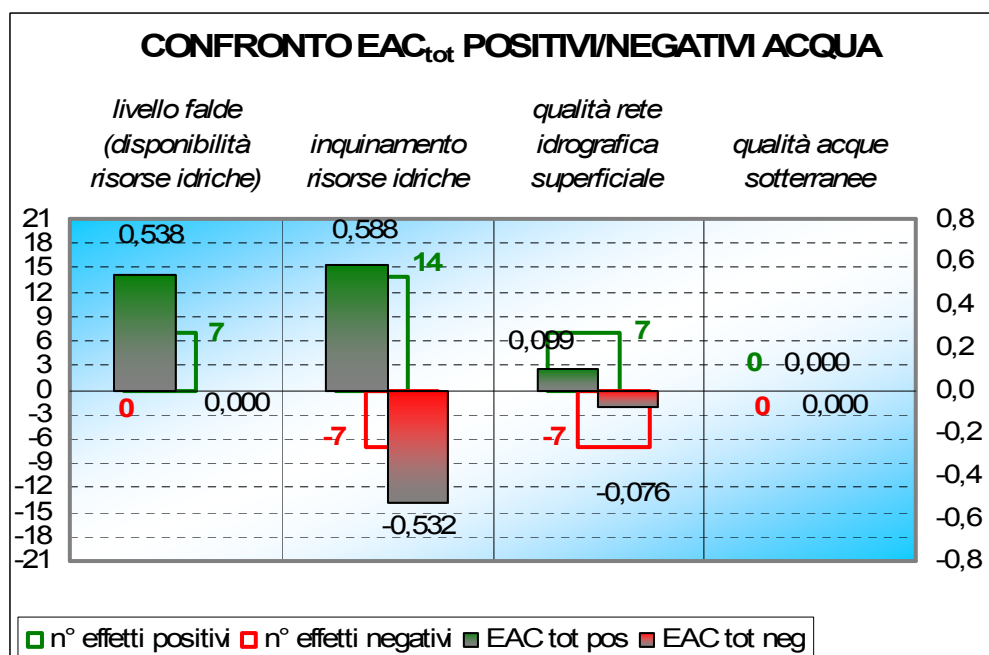 CONFRONTO EACtot POSITIVI/NEGATIVI ACQUA
livello falde
(disponibilità
risorse idriche)
inquinamento
risorse idriche
qualità rete
idrografica
superficiale
qualità acque
sotterranee
21
18
15
12
9
6
3
0
-3
-6
-9
-12
-15
-18
-21
0,538
7
0
0,000
0,588
14
-7
-0,532
0,099
7
-7
-0,076
0
0,000
0
0,000
0,8
0,6
0,4
0,2
0,0
-0,2
-0,4
-0,6
-0,8
n° effetti positivi
n° effetti negativi
EAC tot pos
EAC tot neg